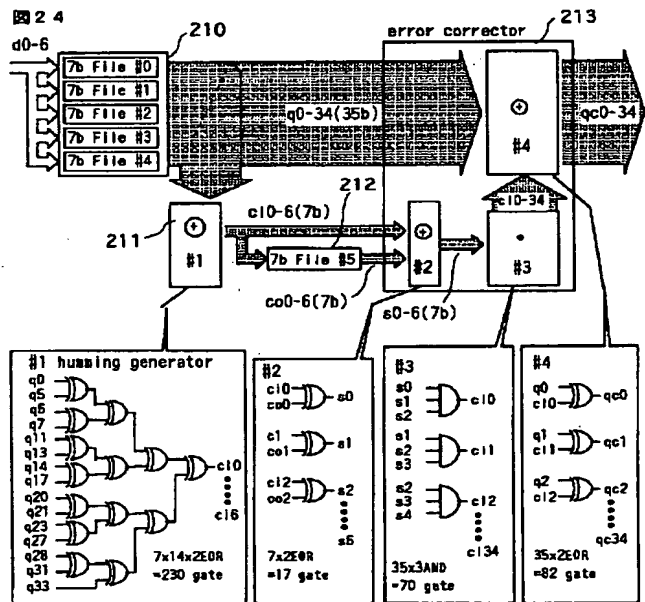 図24
210
error corrector
213
d0-6
7b File #0
7b File #1
7b File #2
7b File #3
7b File #4
q0-34(35b)
#4
qc0-34
212
211
#1
ci0-6(7b)
7b File #5
co0-6(7b)
#2
s0-6(7b)
ci0-34
#3
#1 humming generator
q0
q5
q6
q7
q11
q13
q14
q17
q20
q21
q23
q27
q28
q31
q33
ci0
ci6
7x14x2EOR
=230 gate
#2
ci0
co0
s0
c1
co1
s1
ci2
co2
s2
s6
7x2EOR
=17 gate
#3
s0
s1
s2
ci0
s1
s2
s3
ci1
s2
s3
s4
ci2
ci34
35x3AND
=70 gate
#4
q0
ci0
qc0
q1
ci1
qc1
q2
ci2
qc2
qc34
35x2EOR
=82 gate